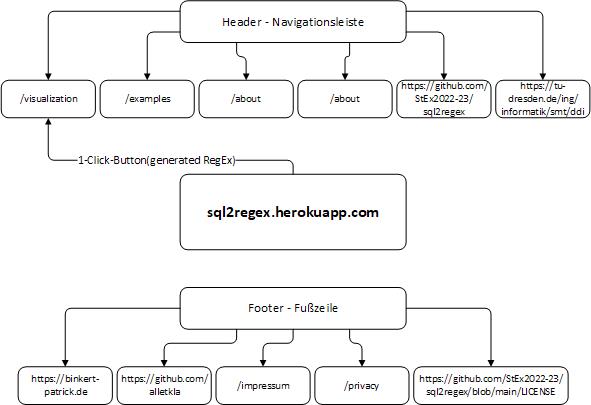 Header - Navigationsleiste
/visualization
/examples
/about
/about
https://github.com/
StEx2022-23/
sql2regex
https://tu-
dresden.de/ing/
informatik/smt/ddi
1-Click-Button(generated RegEx)
sql2regex.herokuapp.com
Footer - Fußzeile
https://binkert-
patrick.de
https://github.com/
alletkla
/impressum
/privacy
https://github.com/StEx2022-23/
sql2regex/blob/main/LICENSE